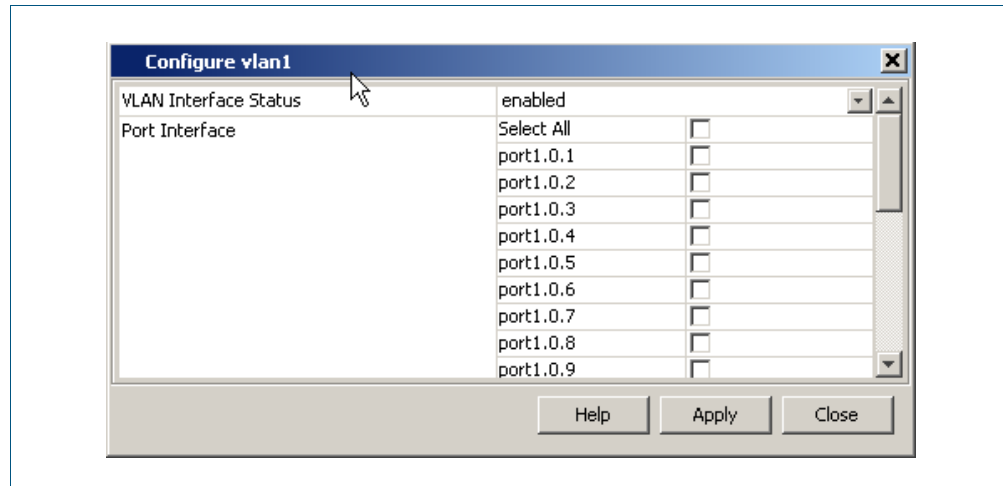 Configure vlan1
VLAN Interface Status enabled
Port Interface Select All
port1.0.1
port1.0.2
port1.0.3
port1.0.4
port1.0.5
port1.0.6
port1.0.7
port1.0.8
port1.0.9
Help Apply Close